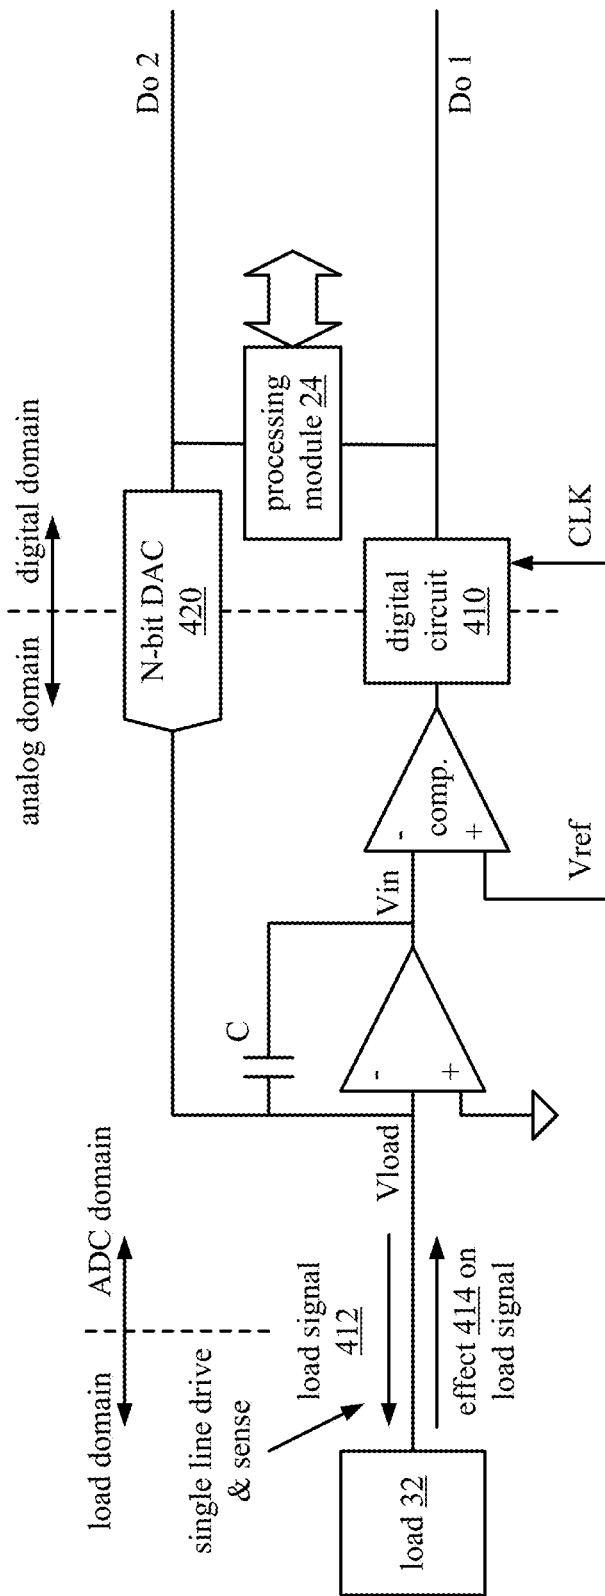 load domain
ADC domain
analog domain
digital domain
single line drive
& sense
load signal
412
effect 414 on
load signal
load 32
Vload
C
-
+
Vin
-
+
comp.
Vref
N-bit DAC
420
digital
circuit
410
CLK
processing
module 24
Do 2
Do 1